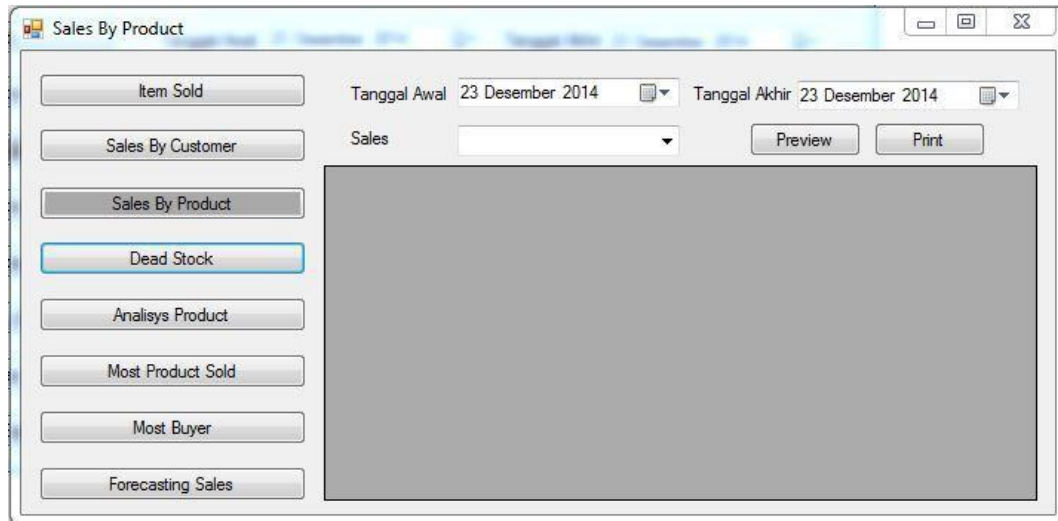 Sales By Product
Item Sold
Sales By Customer
Sales By Product
Dead Stock
Analisys Product
Most Product Sold
Most Buyer
Forecasting Sales
Tanggal Awal 23 Desember 2014 Tanggal Akhir 23 Desember 2014
Sales Preview Print